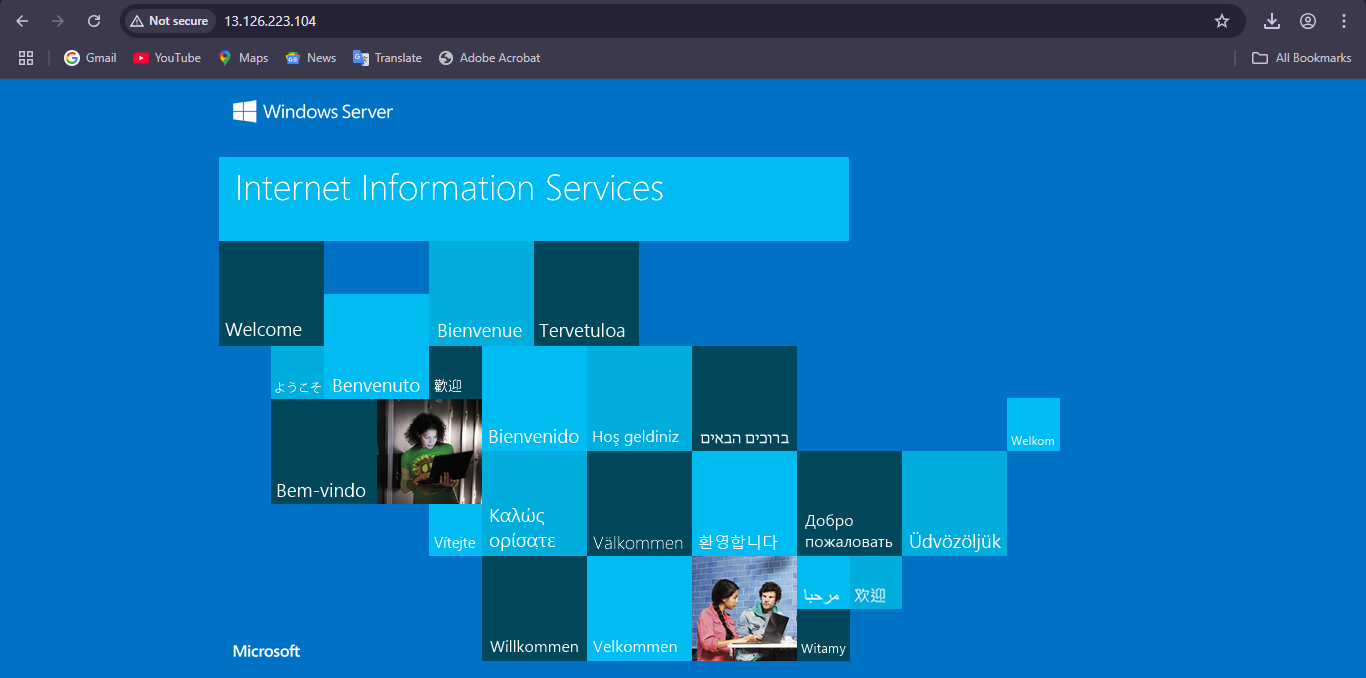 Not secure
13.126.223.104
Gmail
YouTube
Maps
News
Translate
Adobe Acrobat
All Bookmarks
Windows Server
Internet Information Services
Welcome
Bienvenue
Tervetuloa
ようこそ
Benvenuto
歡迎
Bienvenido
Hoş geldiniz
ברוכים הבאים
Welkom
Bem-vindo
Vítejte
Καλώς
ορίσατε
Välkommen
환영합니다
Добро
пожаловать
Üdvözöljük
Willkommen
Velkommen
مرحبا
欢迎
Witamy
Microsoft